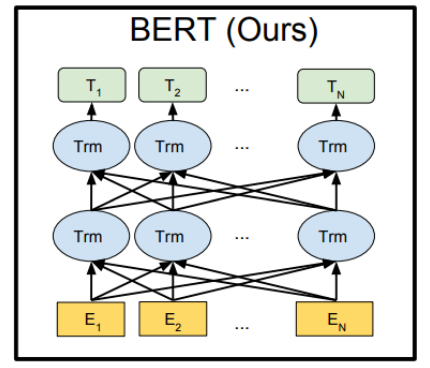 BERT (Ours)
T1 T2 ... TN
Trm Trm ... Trm
Trm Trm ... Trm
E1 E2 ... EN